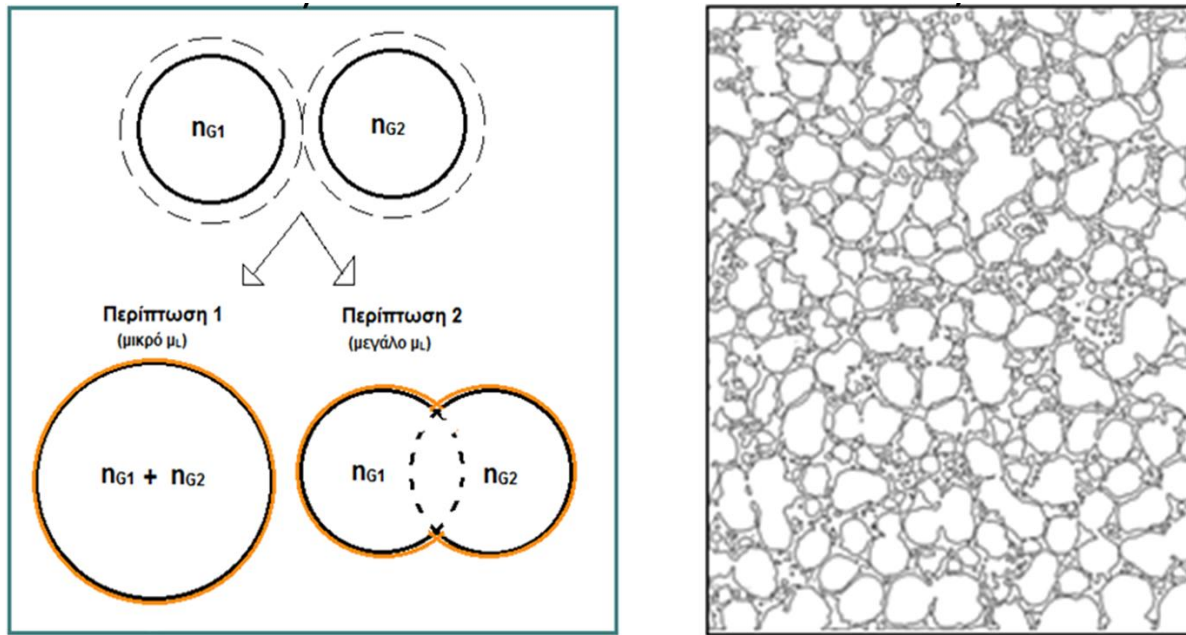 nG1
nG2
Περίπτωση 1
(μικρό μL)
Περίπτωση 2
(μεγάλο μL)
nG1 + nG2
nG1
nG2